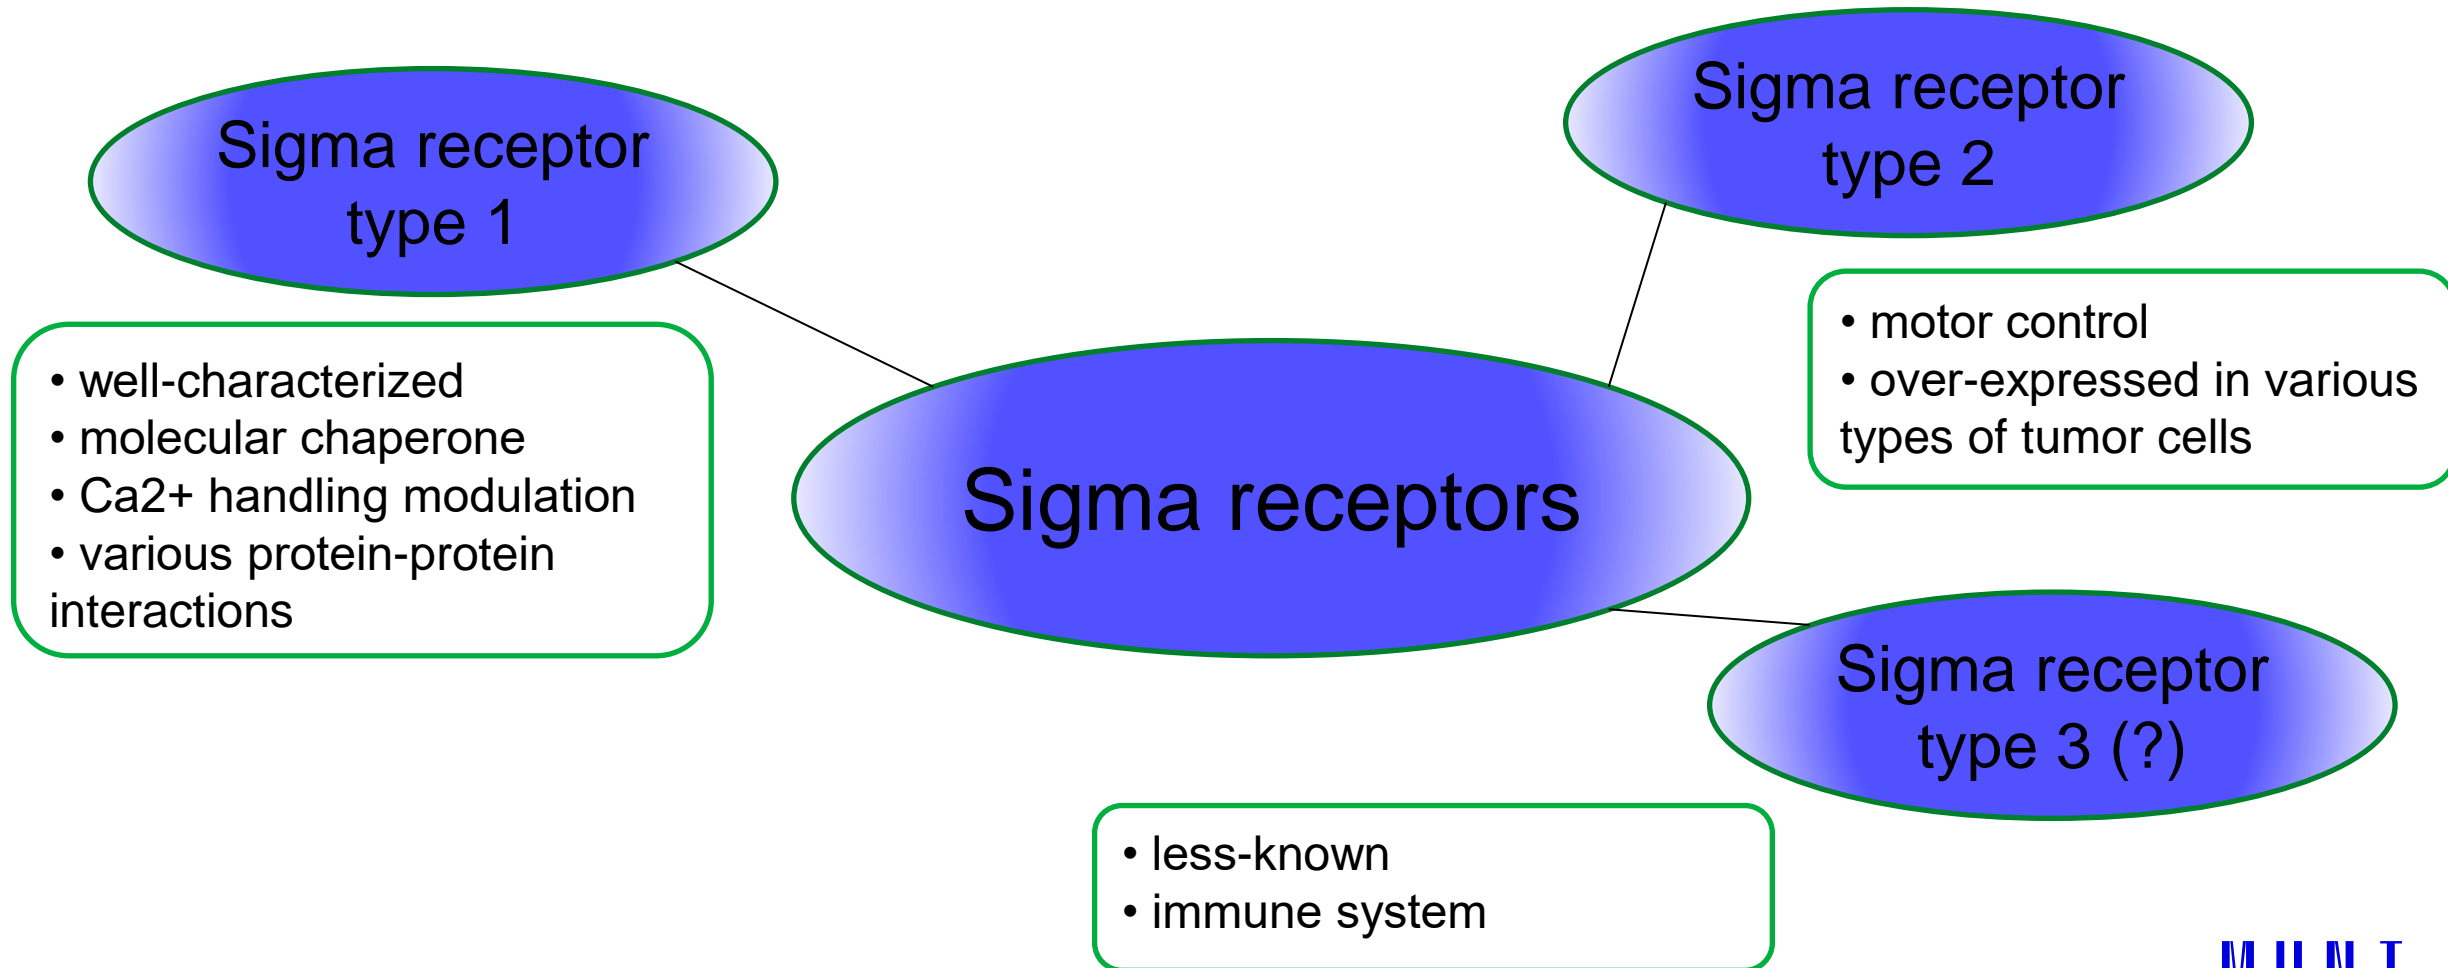 Sigma receptor
type 1
• well-characterized
• molecular chaperone
• Ca2+ handling modulation
• various protein-protein
interactions
Sigma receptors
Sigma receptor
type 2
• motor control
• over-expressed in various
types of tumor cells
Sigma receptor
type 3 (?)
• less-known
• immune system